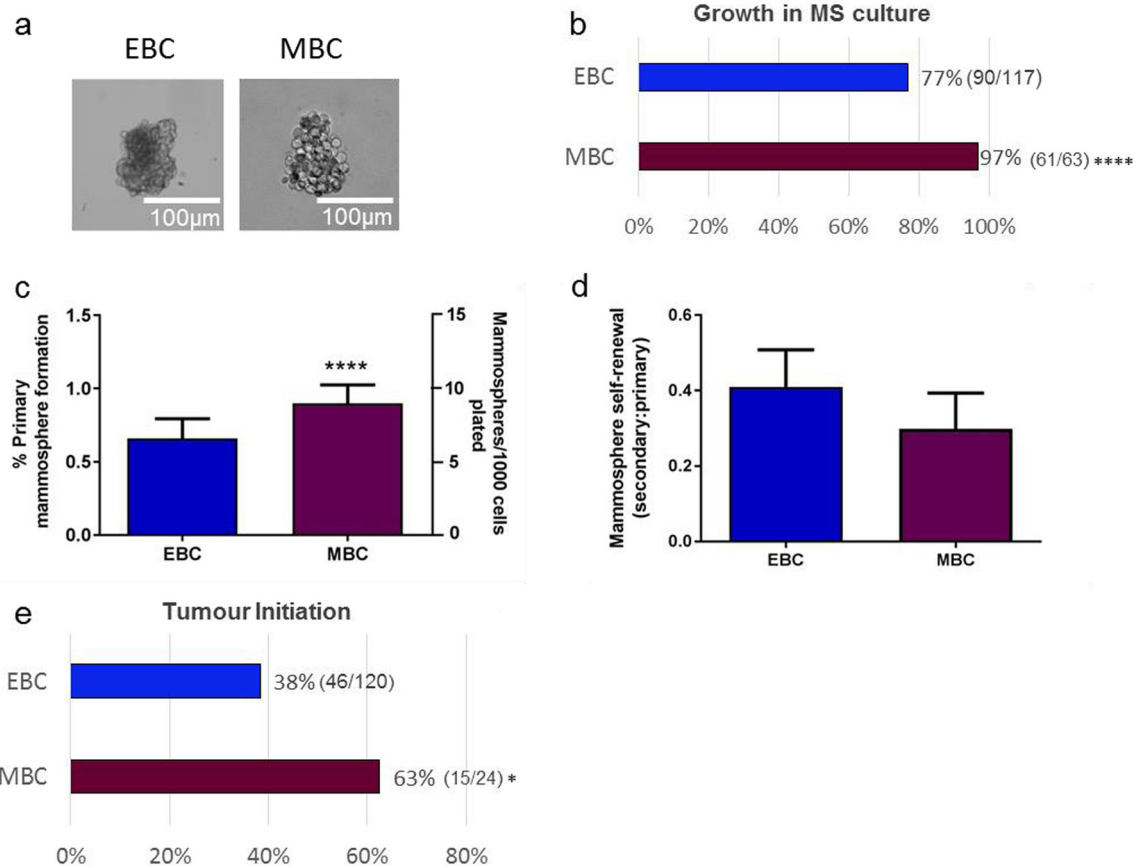 a
EBC
MBC
100µm
100µm
b
Growth in MS culture
EBC
77% (90/117)
MBC
97% (61/63) ****
0% 20% 40% 60% 80% 100%
c
% Primary
mammosphere formation
1.5
1.0
0.5
0.0
****
15
10
5
0
Mammospheres/1000 cells
plated
EBC MBC
d
Mammosphere self-renewal
(secondary:primary)
0.6
0.4
0.2
0.0
EBC MBC
e
Tumour Initiation
EBC
38% (46/120)
MBC
63% (15/24) *
0% 20% 40% 60% 80%